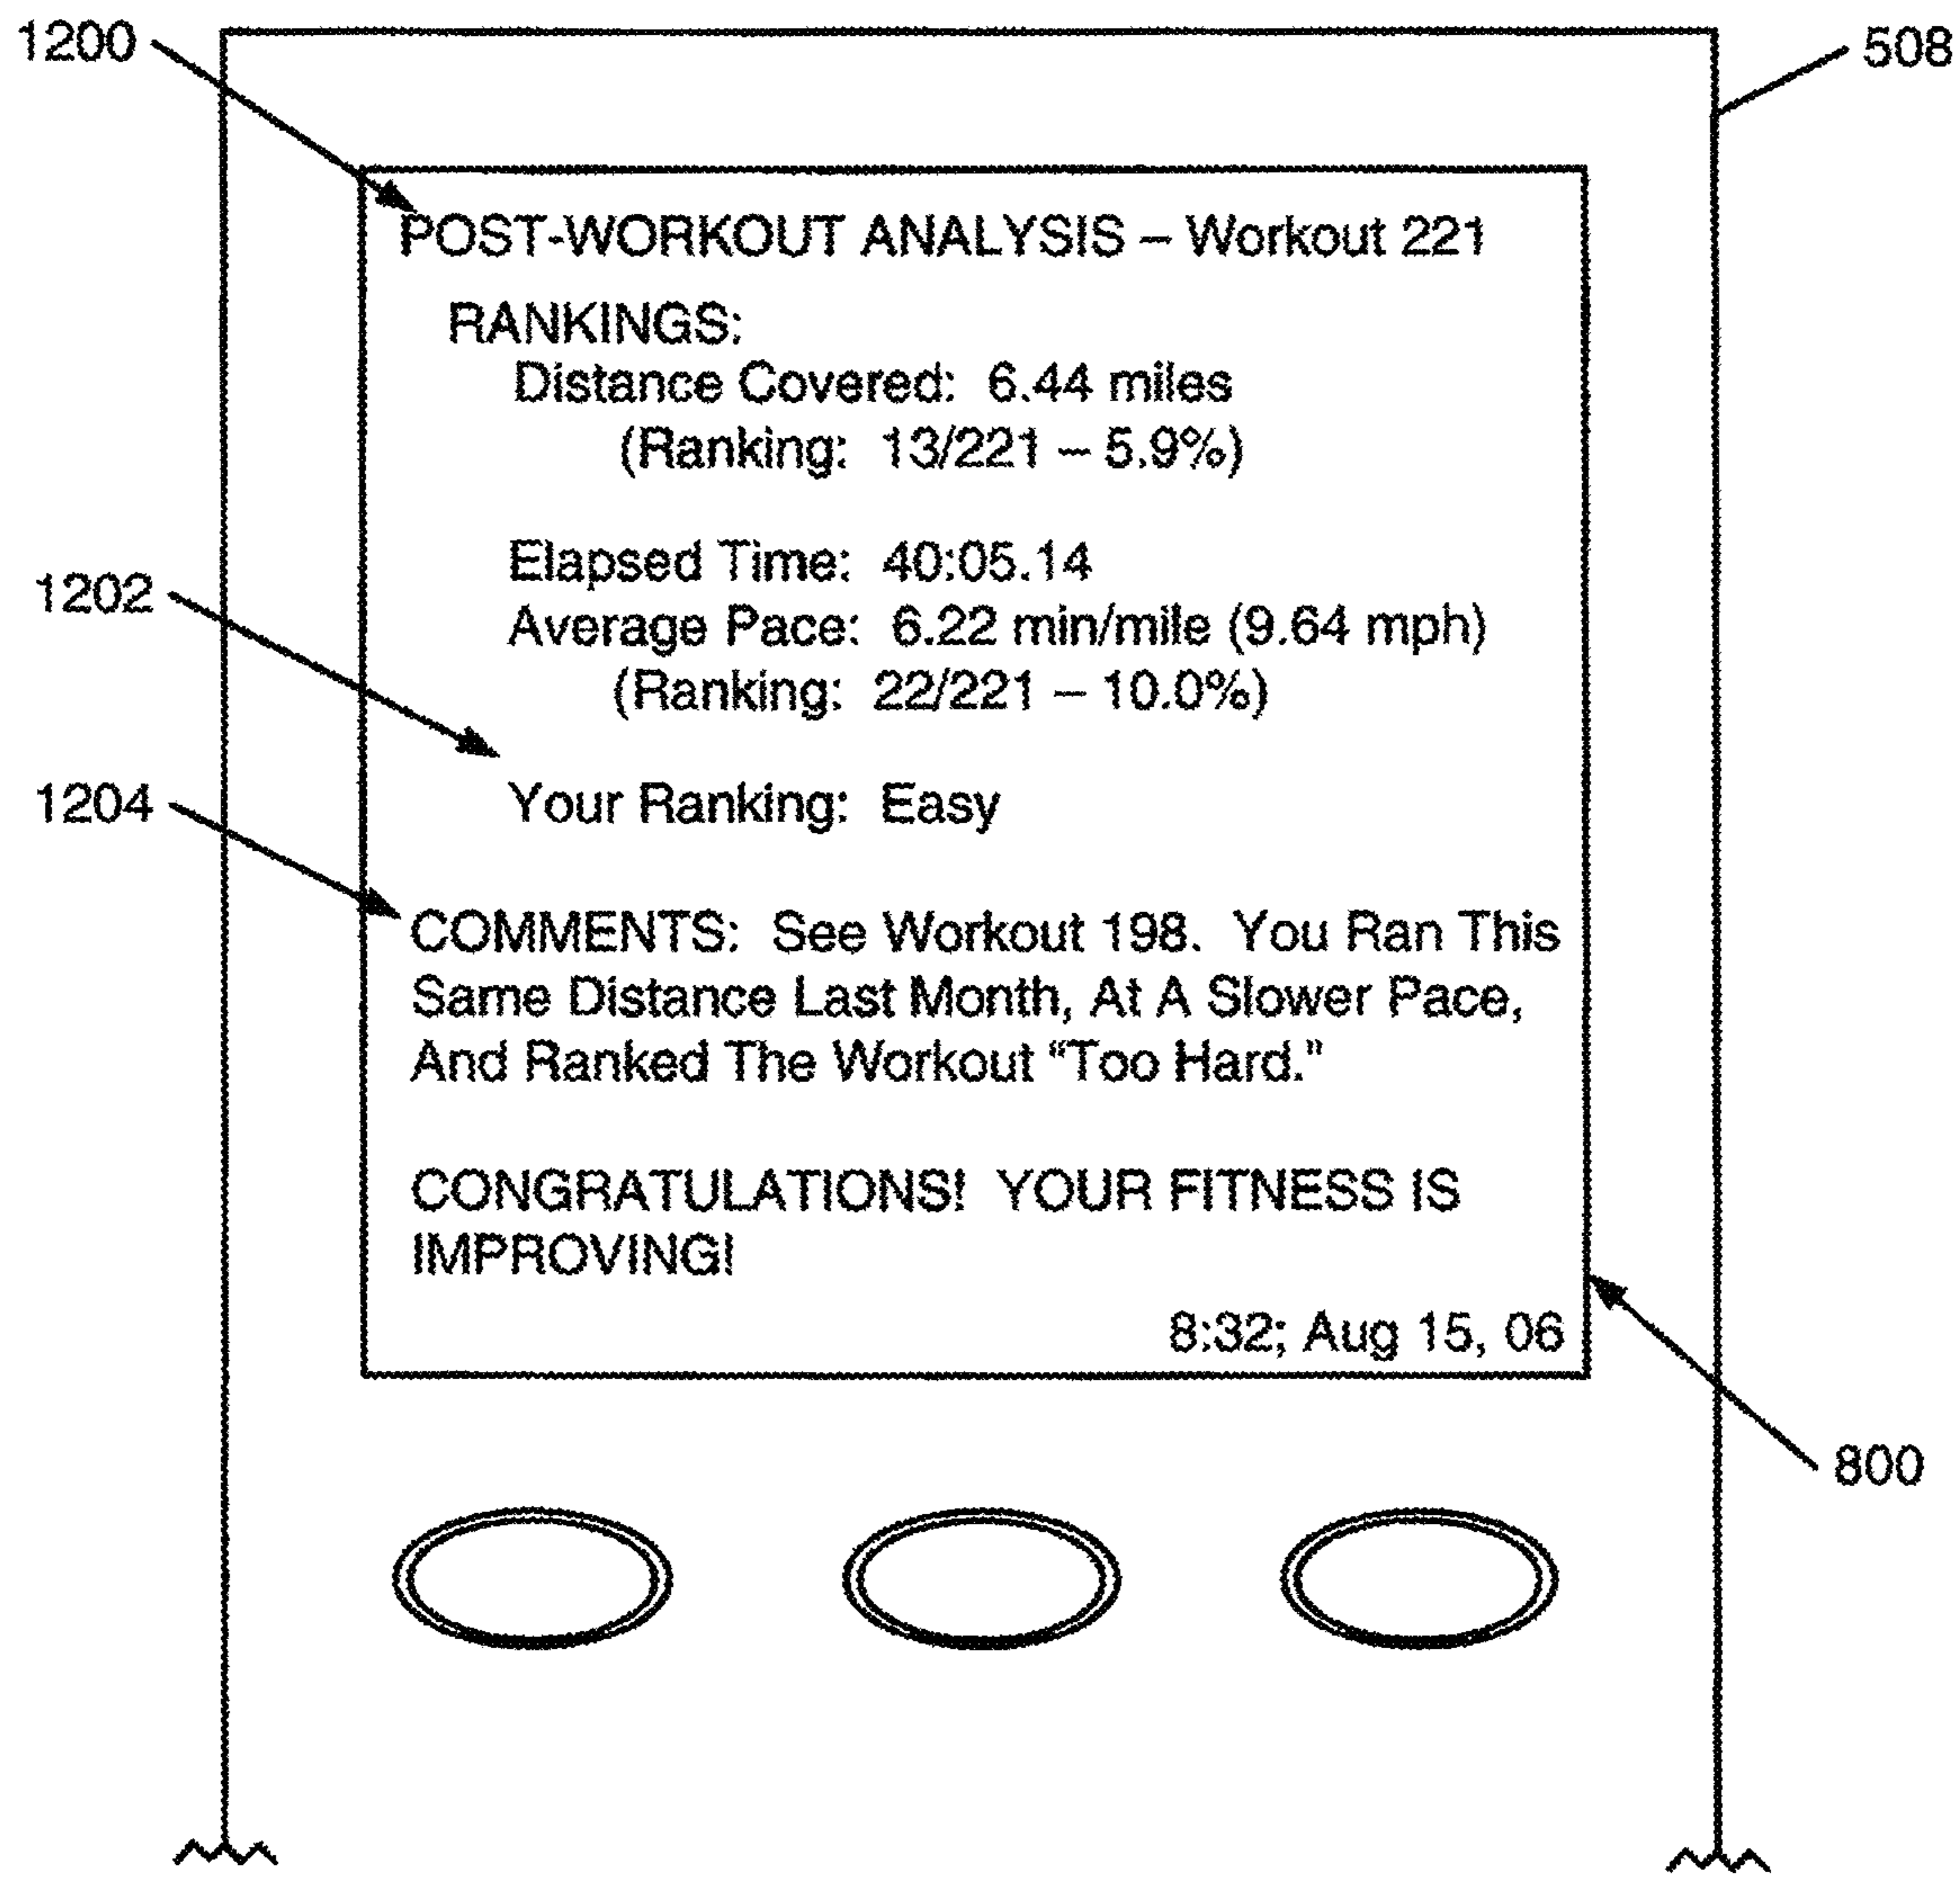 1200
508
POST-WORKOUT ANALYSIS – Workout 221
RANKINGS:
Distance Covered: 6.44 miles
(Ranking: 13/221 – 5.9%)
Elapsed Time: 40:05.14
1202
Average Pace: 6.22 min/mile (9.64 mph)
(Ranking: 22/221 – 10.0%)
1204
Your Ranking: Easy
COMMENTS: See Workout 198. You Ran This
Same Distance Last Month, At A Slower Pace,
And Ranked The Workout “Too Hard.”
CONGRATULATIONS! YOUR FITNESS IS
IMPROVING!
8:32; Aug 15, 06
800